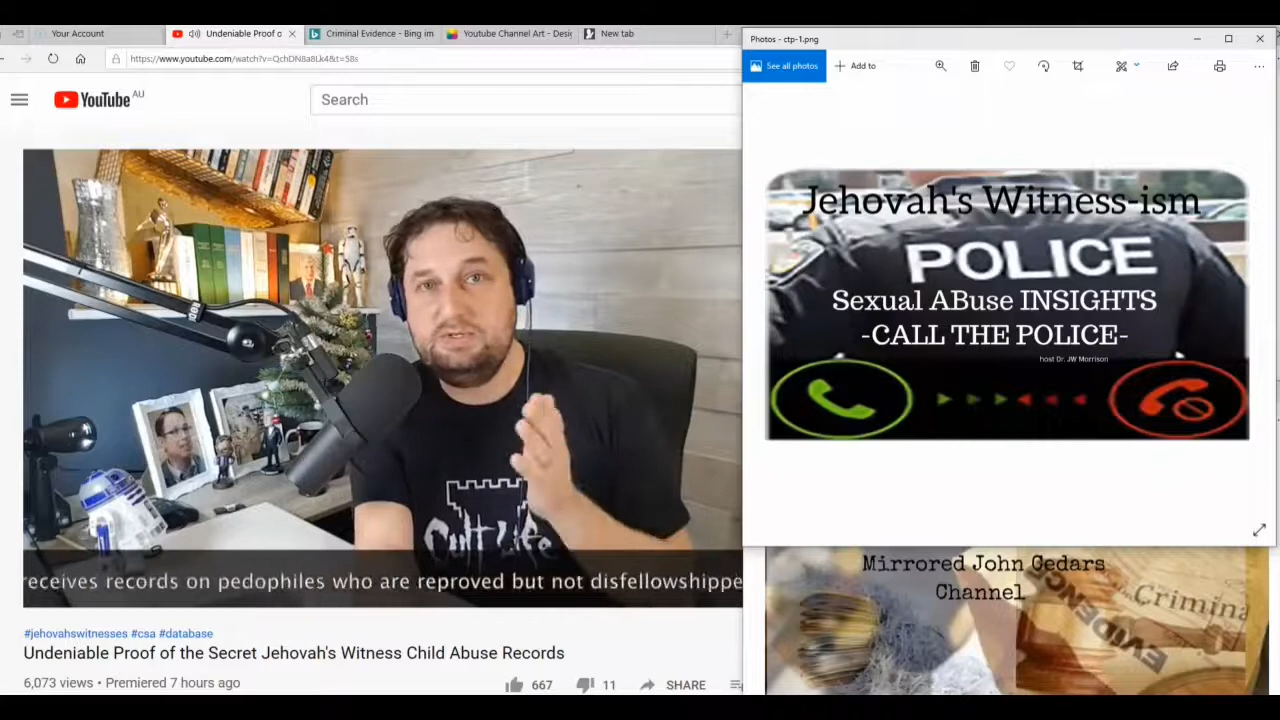 Your Account
Undeniable Proof o
Criminal Evidence - Bing im
Youtube Channel Art - Desig
New tab
https://www.youtube.com/watch?v=QchDN8a8Lk4&t=58s
YouTube AU
Search
Cult Life
receives records on pedophiles who are reproved but not disfellowshippe
#jehovahswitnesses #csa #database
Undeniable Proof of the Secret Jehovah's Witness Child Abuse Records
6,073 views • Premiered 7 hours ago
667
11
SHARE
Photos - ctp-1.png
See all photos
Add to
Jehovah's Witness-ism
POLICE
Sexual ABuse INSIGHTS
-CALL THE POLICE-
host Dr. JW Morrison
Mirrored John Cedars
Channel
EVIDENCE
Crimina